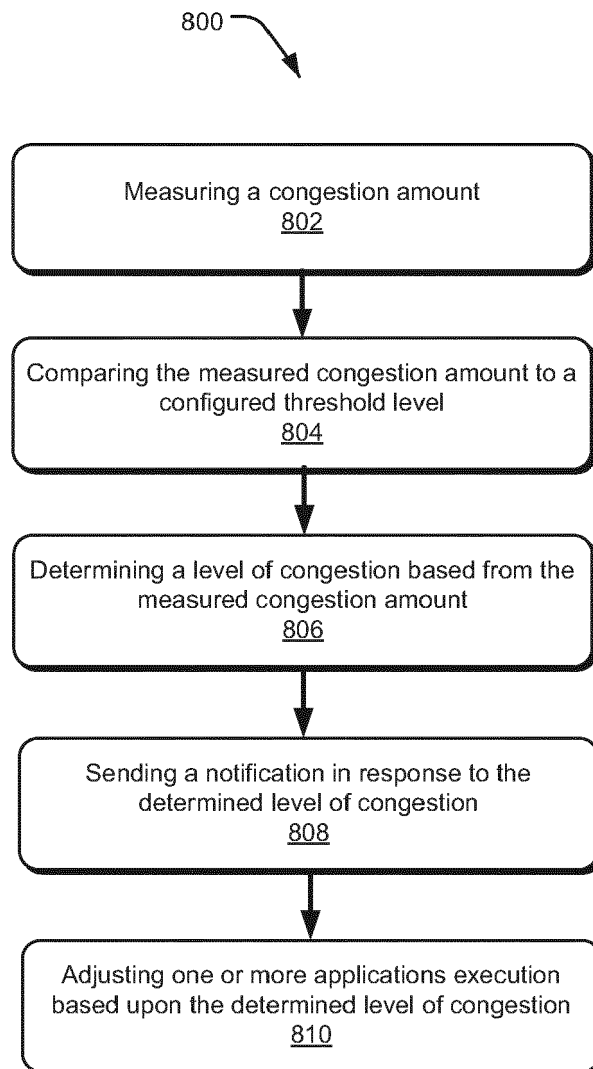 800
Measuring a congestion amount
802
Comparing the measured congestion amount to a
configured threshold level
804
Determining a level of congestion based from the
measured congestion amount
806
Sending a notification in response to the
determined level of congestion
808
Adjusting one or more applications execution
based upon the determined level of congestion
810